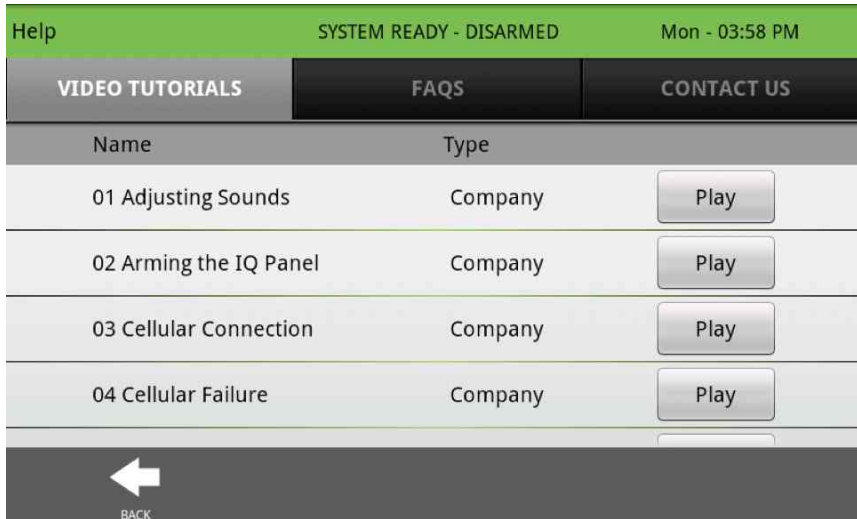 Help SYSTEM READY - DISARMED Mon - 03:58 PM
VIDEO TUTORIALS FAQS CONTACT US
Name Type
01 Adjusting Sounds Company Play
02 Arming the IQ Panel Company Play
03 Cellular Connection Company Play
04 Cellular Failure Company Play
BACK